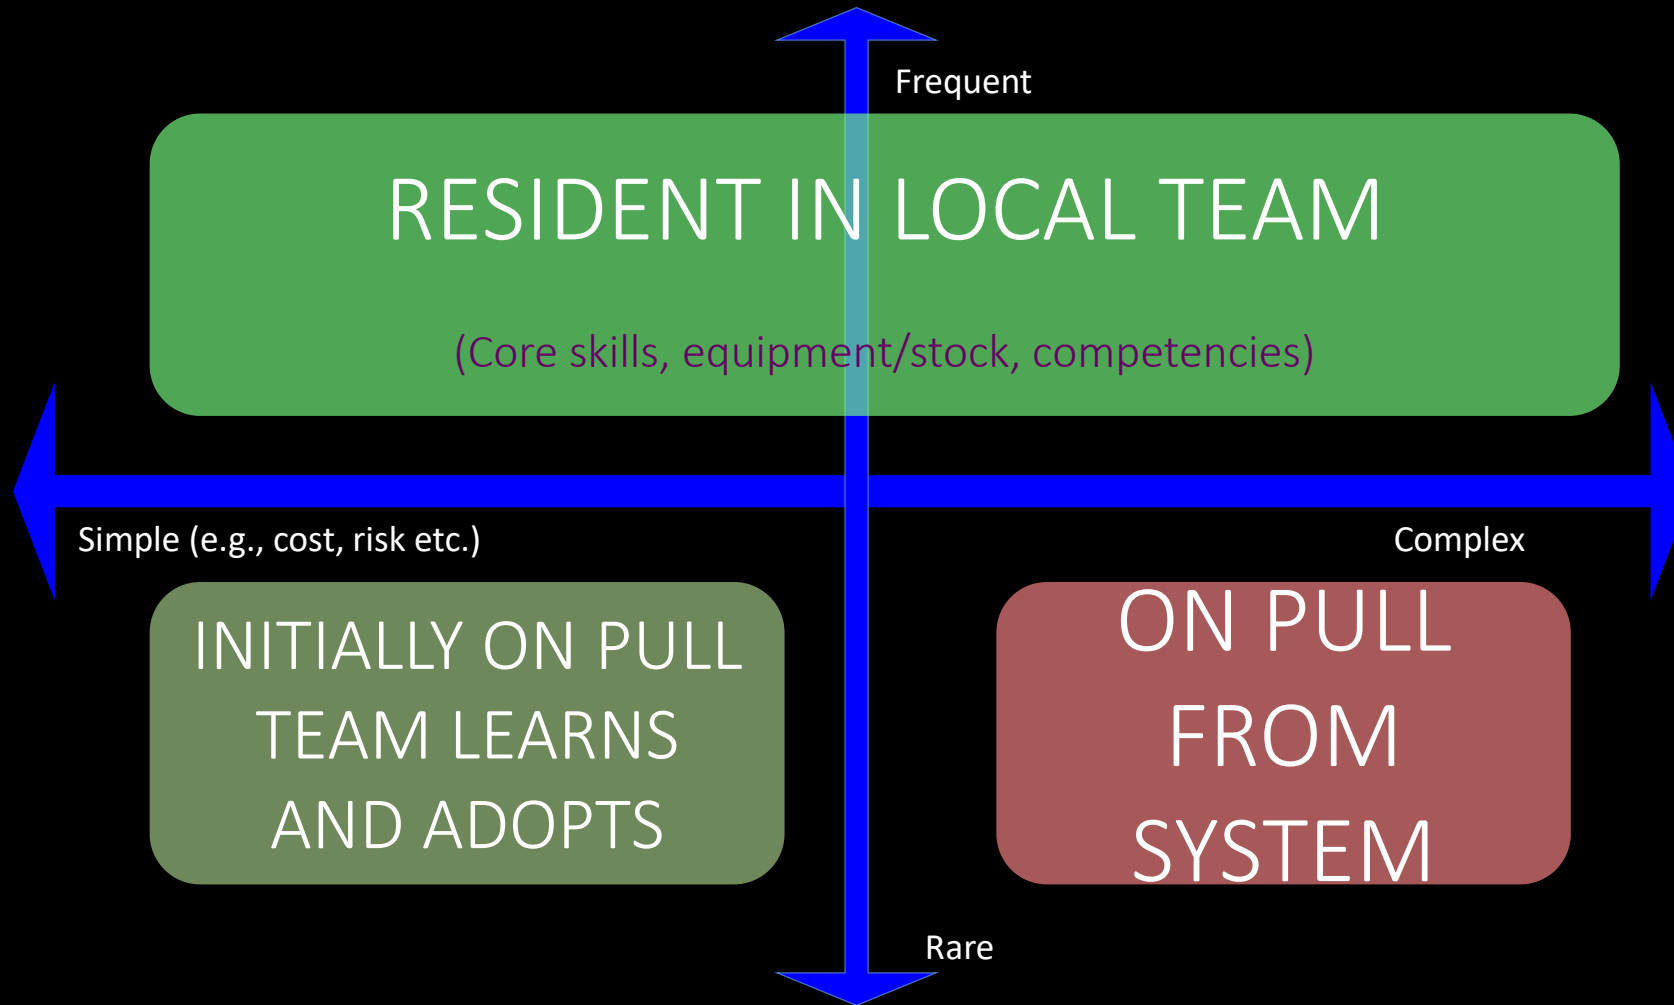 Frequent
RESIDENT IN LOCAL TEAM
(Core skills, equipment/stock, competencies)
Simple (e.g., cost, risk etc.)
Complex
INITIALLY ON PULL
TEAM LEARNS
AND ADOPTS
ON PULL
FROM
SYSTEM
Rare